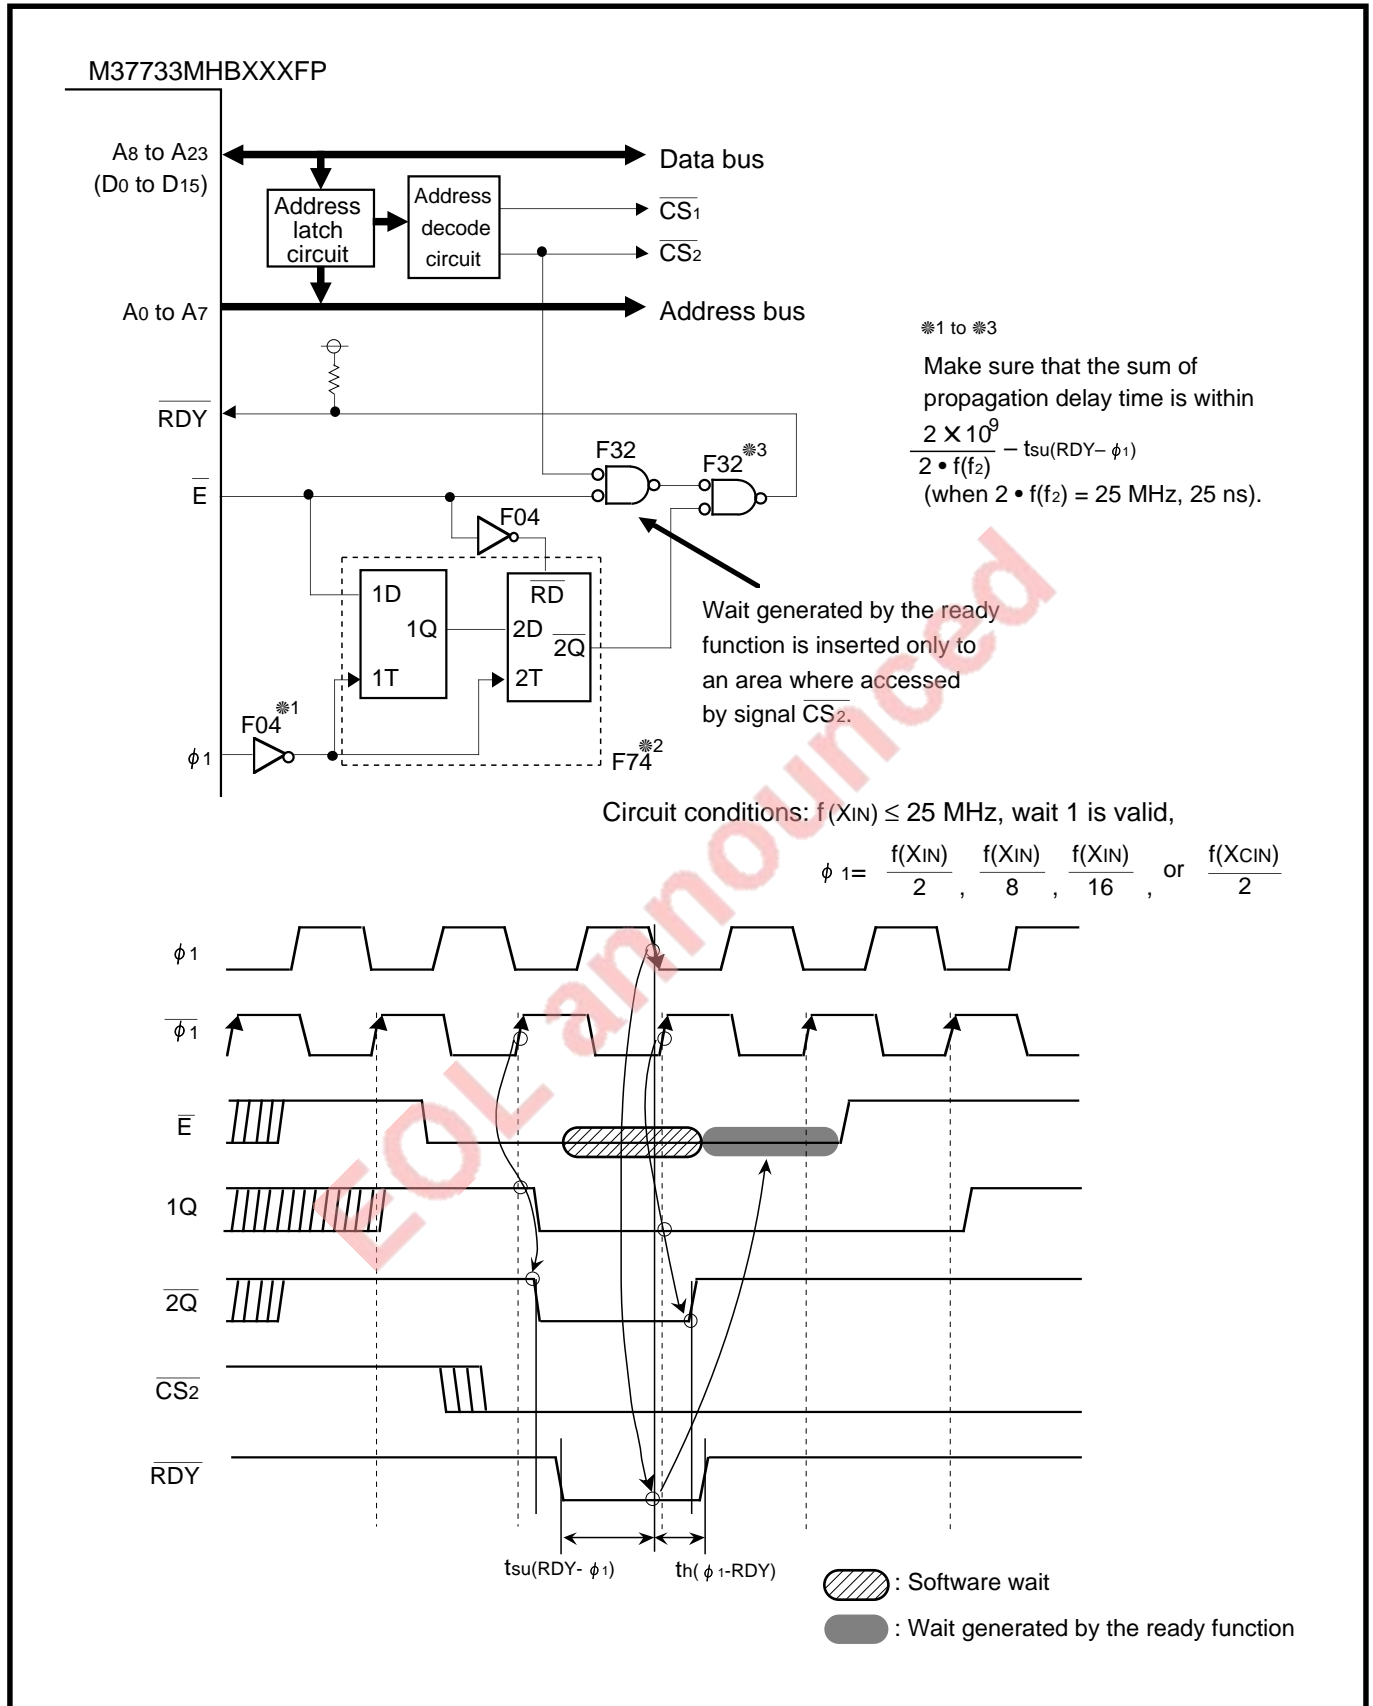 M37733MHBXXXFP
A8 to A23
(D0 to D15)
Data bus
Address
latch
circuit
Address
decode
circuit
CS1
CS2
A0 to A7
Address bus
RDY
E
F32
F32 ※3
F04
1D
1Q
1T
RD
2D
2Q
2T
F04 ※1
F74 ※2
ϕ1
※1 to ※3
Make sure that the sum of
propagation delay time is within
2 × 10⁹
2 • f(f2)
– tsu(RDY– ϕ1)
(when 2 • f(f2) = 25 MHz, 25 ns).
Wait generated by the ready
function is inserted only to
an area where accessed
by signal CS2.
Circuit conditions: f(XIN) ≤ 25 MHz, wait 1 is valid,
ϕ 1= f(XIN)/2 , f(XIN)/8 , f(XIN)/16 , or f(XCIN)/2
ϕ1
ϕ1
E
1Q
2Q
CS2
RDY
tsu(RDY- ϕ1)
th( ϕ1-RDY)
: Software wait
: Wait generated by the ready function
EOL announced